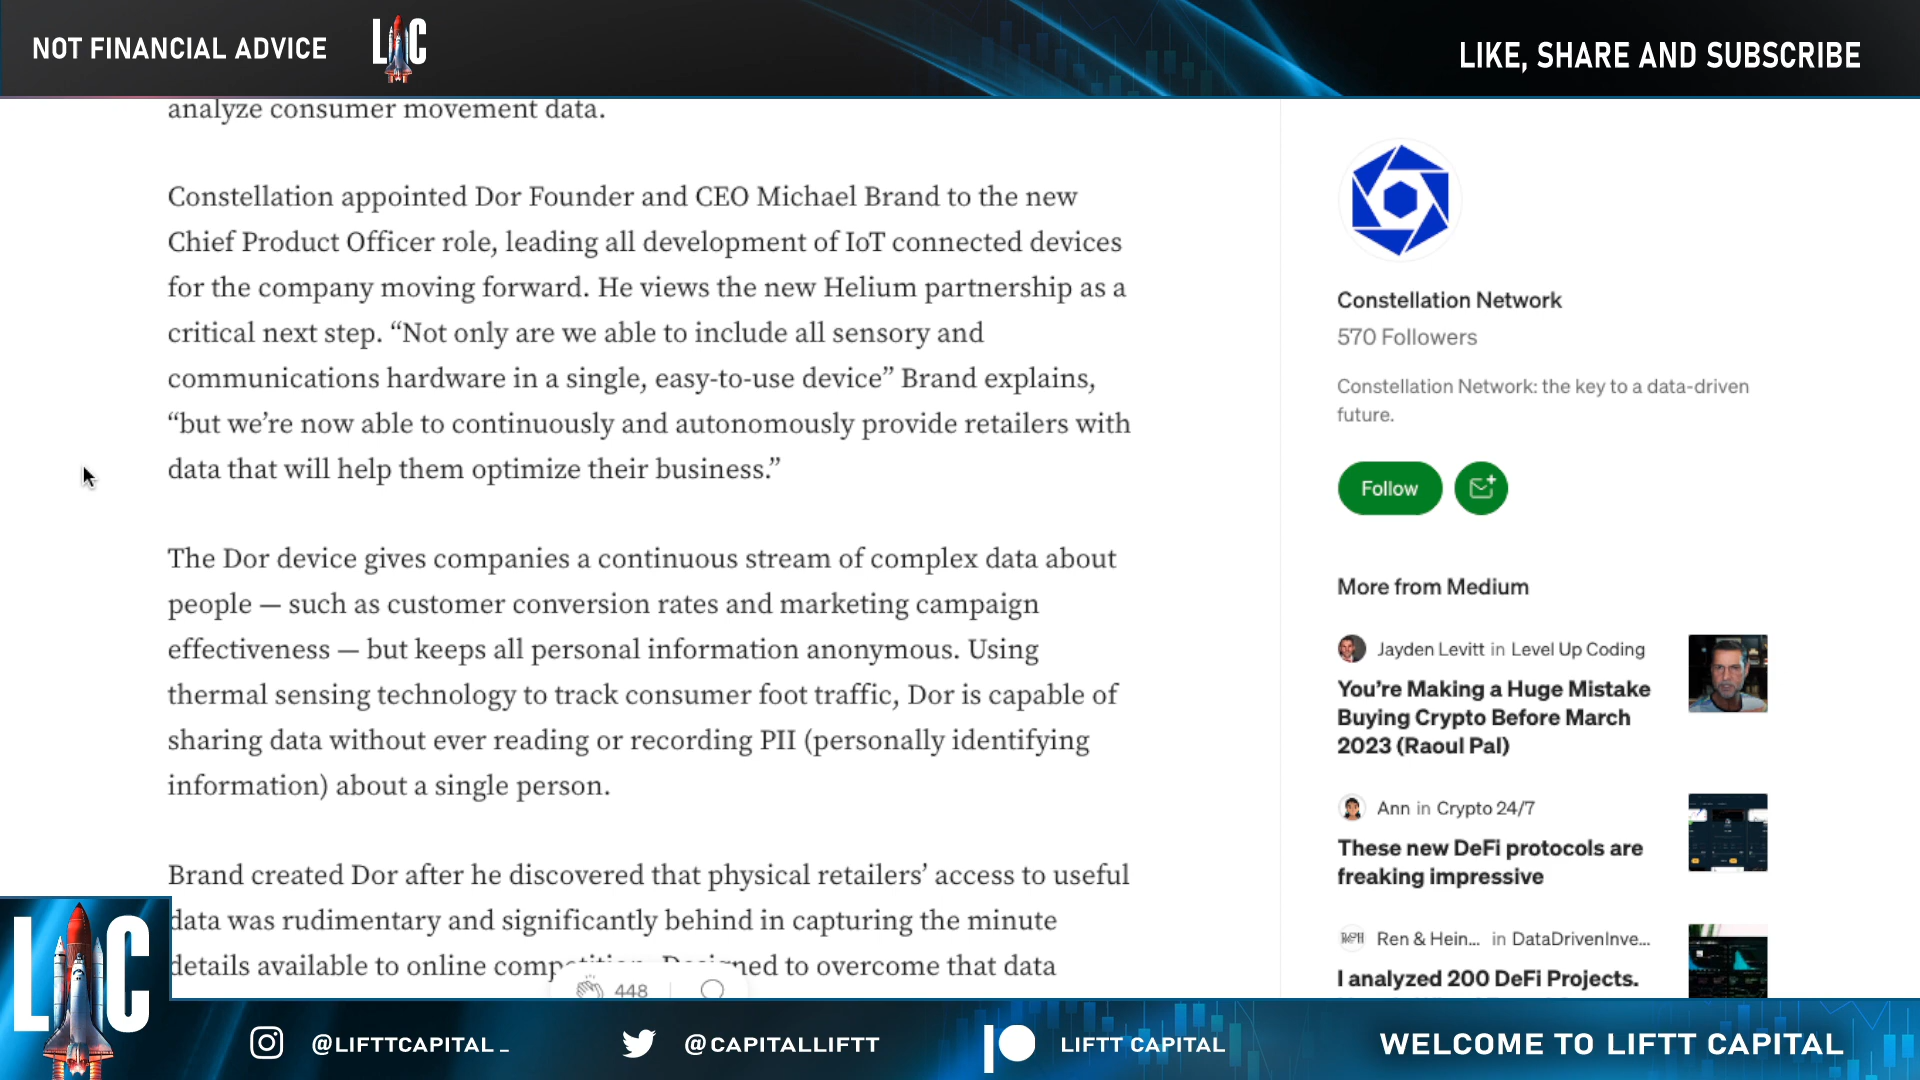 NOT FINANCIAL ADVICE
LC
LIKE, SHARE AND SUBSCRIBE
analyze consumer movement data.
Constellation appointed Dor Founder and CEO Michael Brand to the new
Chief Product Officer role, leading all development of IoT connected devices
for the company moving forward. He views the new Helium partnership as a
critical next step. “Not only are we able to include all sensory and
communications hardware in a single, easy-to-use device” Brand explains,
“but we’re now able to continuously and autonomously provide retailers with
data that will help them optimize their business.”
The Dor device gives companies a continuous stream of complex data about
people — such as customer conversion rates and marketing campaign
effectiveness — but keeps all personal information anonymous. Using
thermal sensing technology to track consumer foot traffic, Dor is capable of
sharing data without ever reading or recording PII (personally identifying
information) about a single person.
Brand created Dor after he discovered that physical retailers’ access to useful
data was rudimentary and significantly behind in capturing the minute
details available to online competition. Designed to overcome that data
448
Constellation Network
570 Followers
Constellation Network: the key to a data-driven
future.
Follow
More from Medium
Jayden Levitt in Level Up Coding
You’re Making a Huge Mistake
Buying Crypto Before March
2023 (Raoul Pal)
Ann in Crypto 24/7
These new DeFi protocols are
freaking impressive
R&H Ren & Hein... in DataDrivenInve...
I analyzed 200 DeFi Projects.
LC
@LIFTTCAPITAL_
@CAPITALLIFTT
LIFTT CAPITAL
WELCOME TO LIFTT CAPITAL